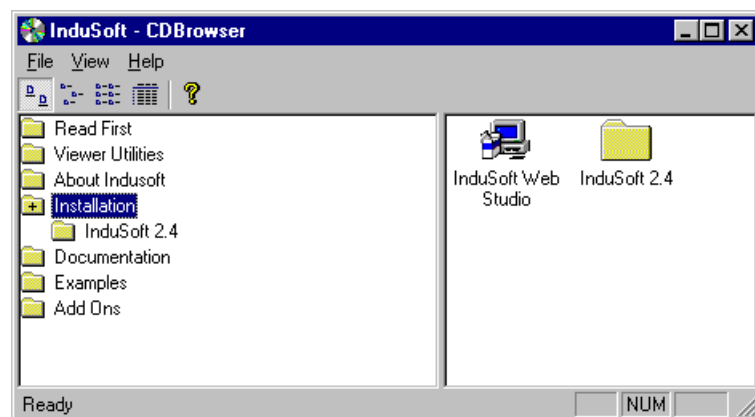 InduSoft - CDBrowser
File View Help
Read First
Viewer Utilities
About Indusoft
Installation
InduSoft 2.4
Documentation
Examples
Add Ons
InduSoft Web
Studio
InduSoft 2.4
Ready
NUM